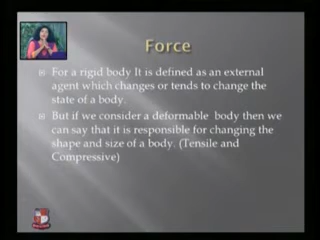 Force
For a rigid body It is defined as an external
agent which changes or tends to change the
state of a body.
But if we consider a deformable body then we
can say that it is responsible for changing the
shape and size of a body. (Tensile and
Compressive)